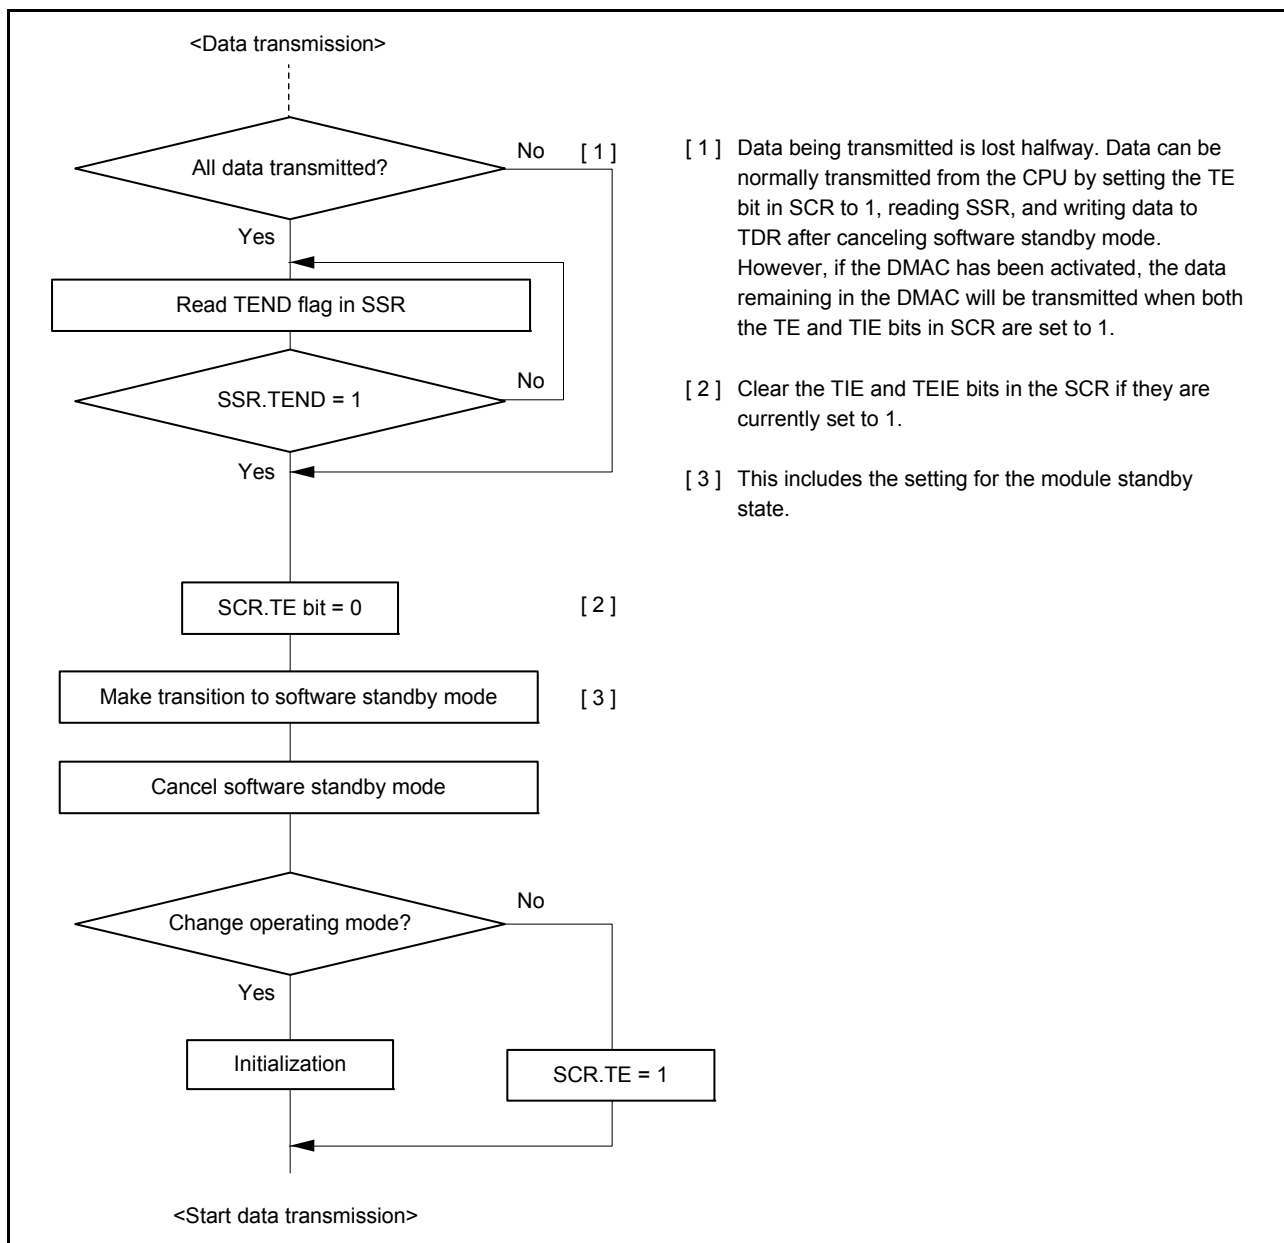 <Data transmission>
All data transmitted?
No
[ 1 ]
Yes
Read TEND flag in SSR
SSR.TEND = 1
No
Yes
SCR.TE bit = 0
[ 2 ]
Make transition to software standby mode
[ 3 ]
Cancel software standby mode
Change operating mode?
No
Yes
Initialization
SCR.TE = 1
<Start data transmission>
[ 1 ] Data being transmitted is lost halfway. Data can be
normally transmitted from the CPU by setting the TE
bit in SCR to 1, reading SSR, and writing data to
TDR after canceling software standby mode.
However, if the DMAC has been activated, the data
remaining in the DMAC will be transmitted when both
the TE and TIE bits in SCR are set to 1.
[ 2 ] Clear the TIE and TEIE bits in the SCR if they are
currently set to 1.
[ 3 ] This includes the setting for the module standby
state.